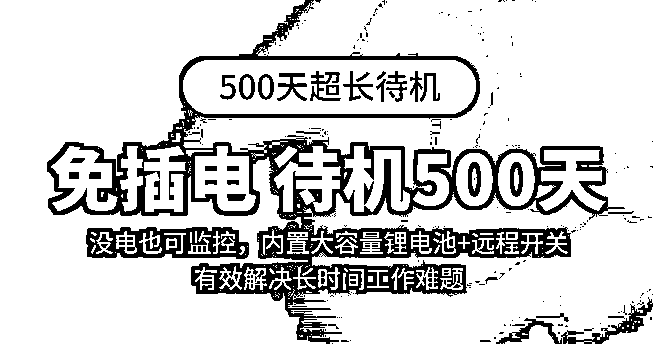 500天超长待机
免插电 待机500天
没电也可监控，内置大容量锂电池+远程开关
有效解决长时间工作难题